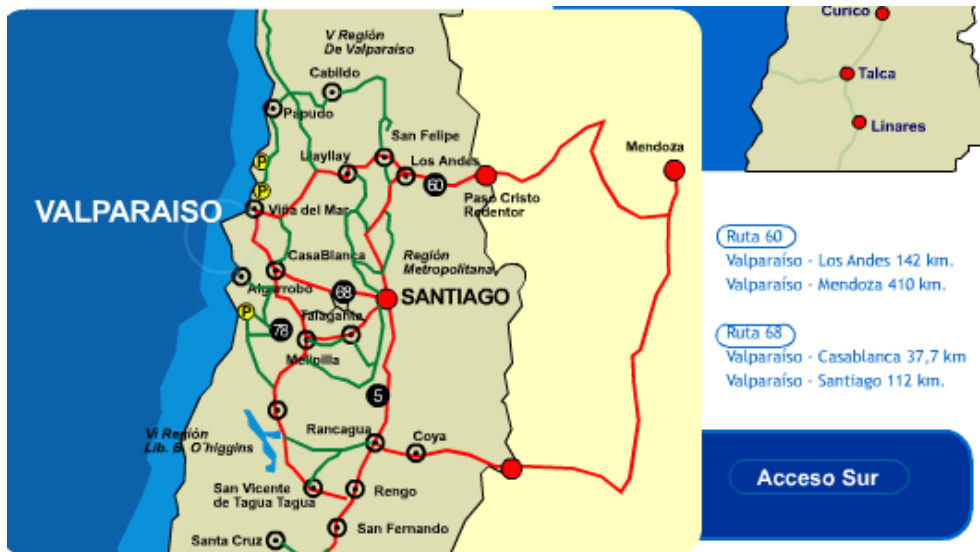 V Región
De Valparaíso
Cabildo
Papudo
San Felipe
Llayllay
Los Andes
60
Paso Cristo
Redentor
Mendoza
P
P
VALPARAISO
Viña del Mar
CasaBlanca
Región
Metropolitana
Algarrobo
68
SANTIAGO
P
Talagante
78
Melipilla
5
Rancagua
Coya
VI Región
Lib. B. O´higgins
San Vicente
de Tagua Tagua
Rengo
San Fernando
Santa Cruz
Curico
Talca
Linares
Ruta 60
Valparaíso - Los Andes 142 km.
Valparaíso - Mendoza 410 km.
Ruta 68
Valparaíso - Casablanca 37,7 km
Valparaíso - Santiago 112 km.
Acceso Sur